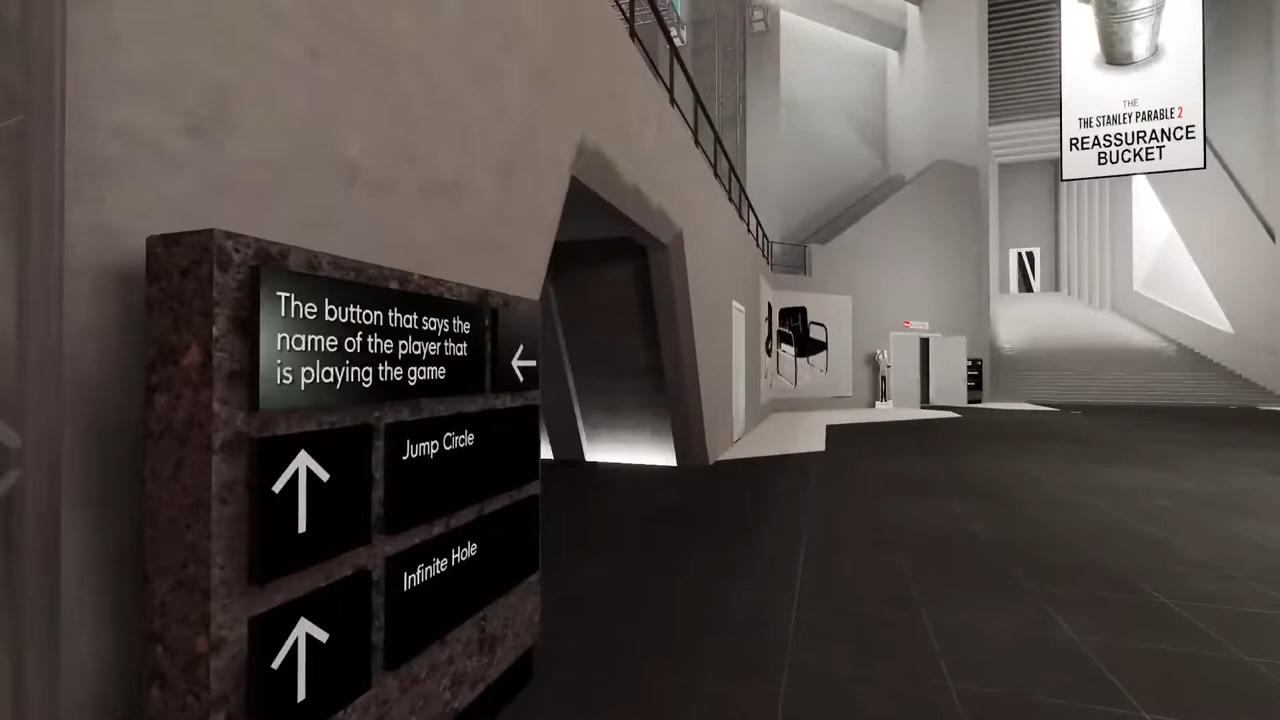 The button that says the
name of the player that
is playing the game
←
↑
Jump Circle
↑
Infinite Hole
THE
THE STANLEY PARABLE 2
REASSURANCE
BUCKET